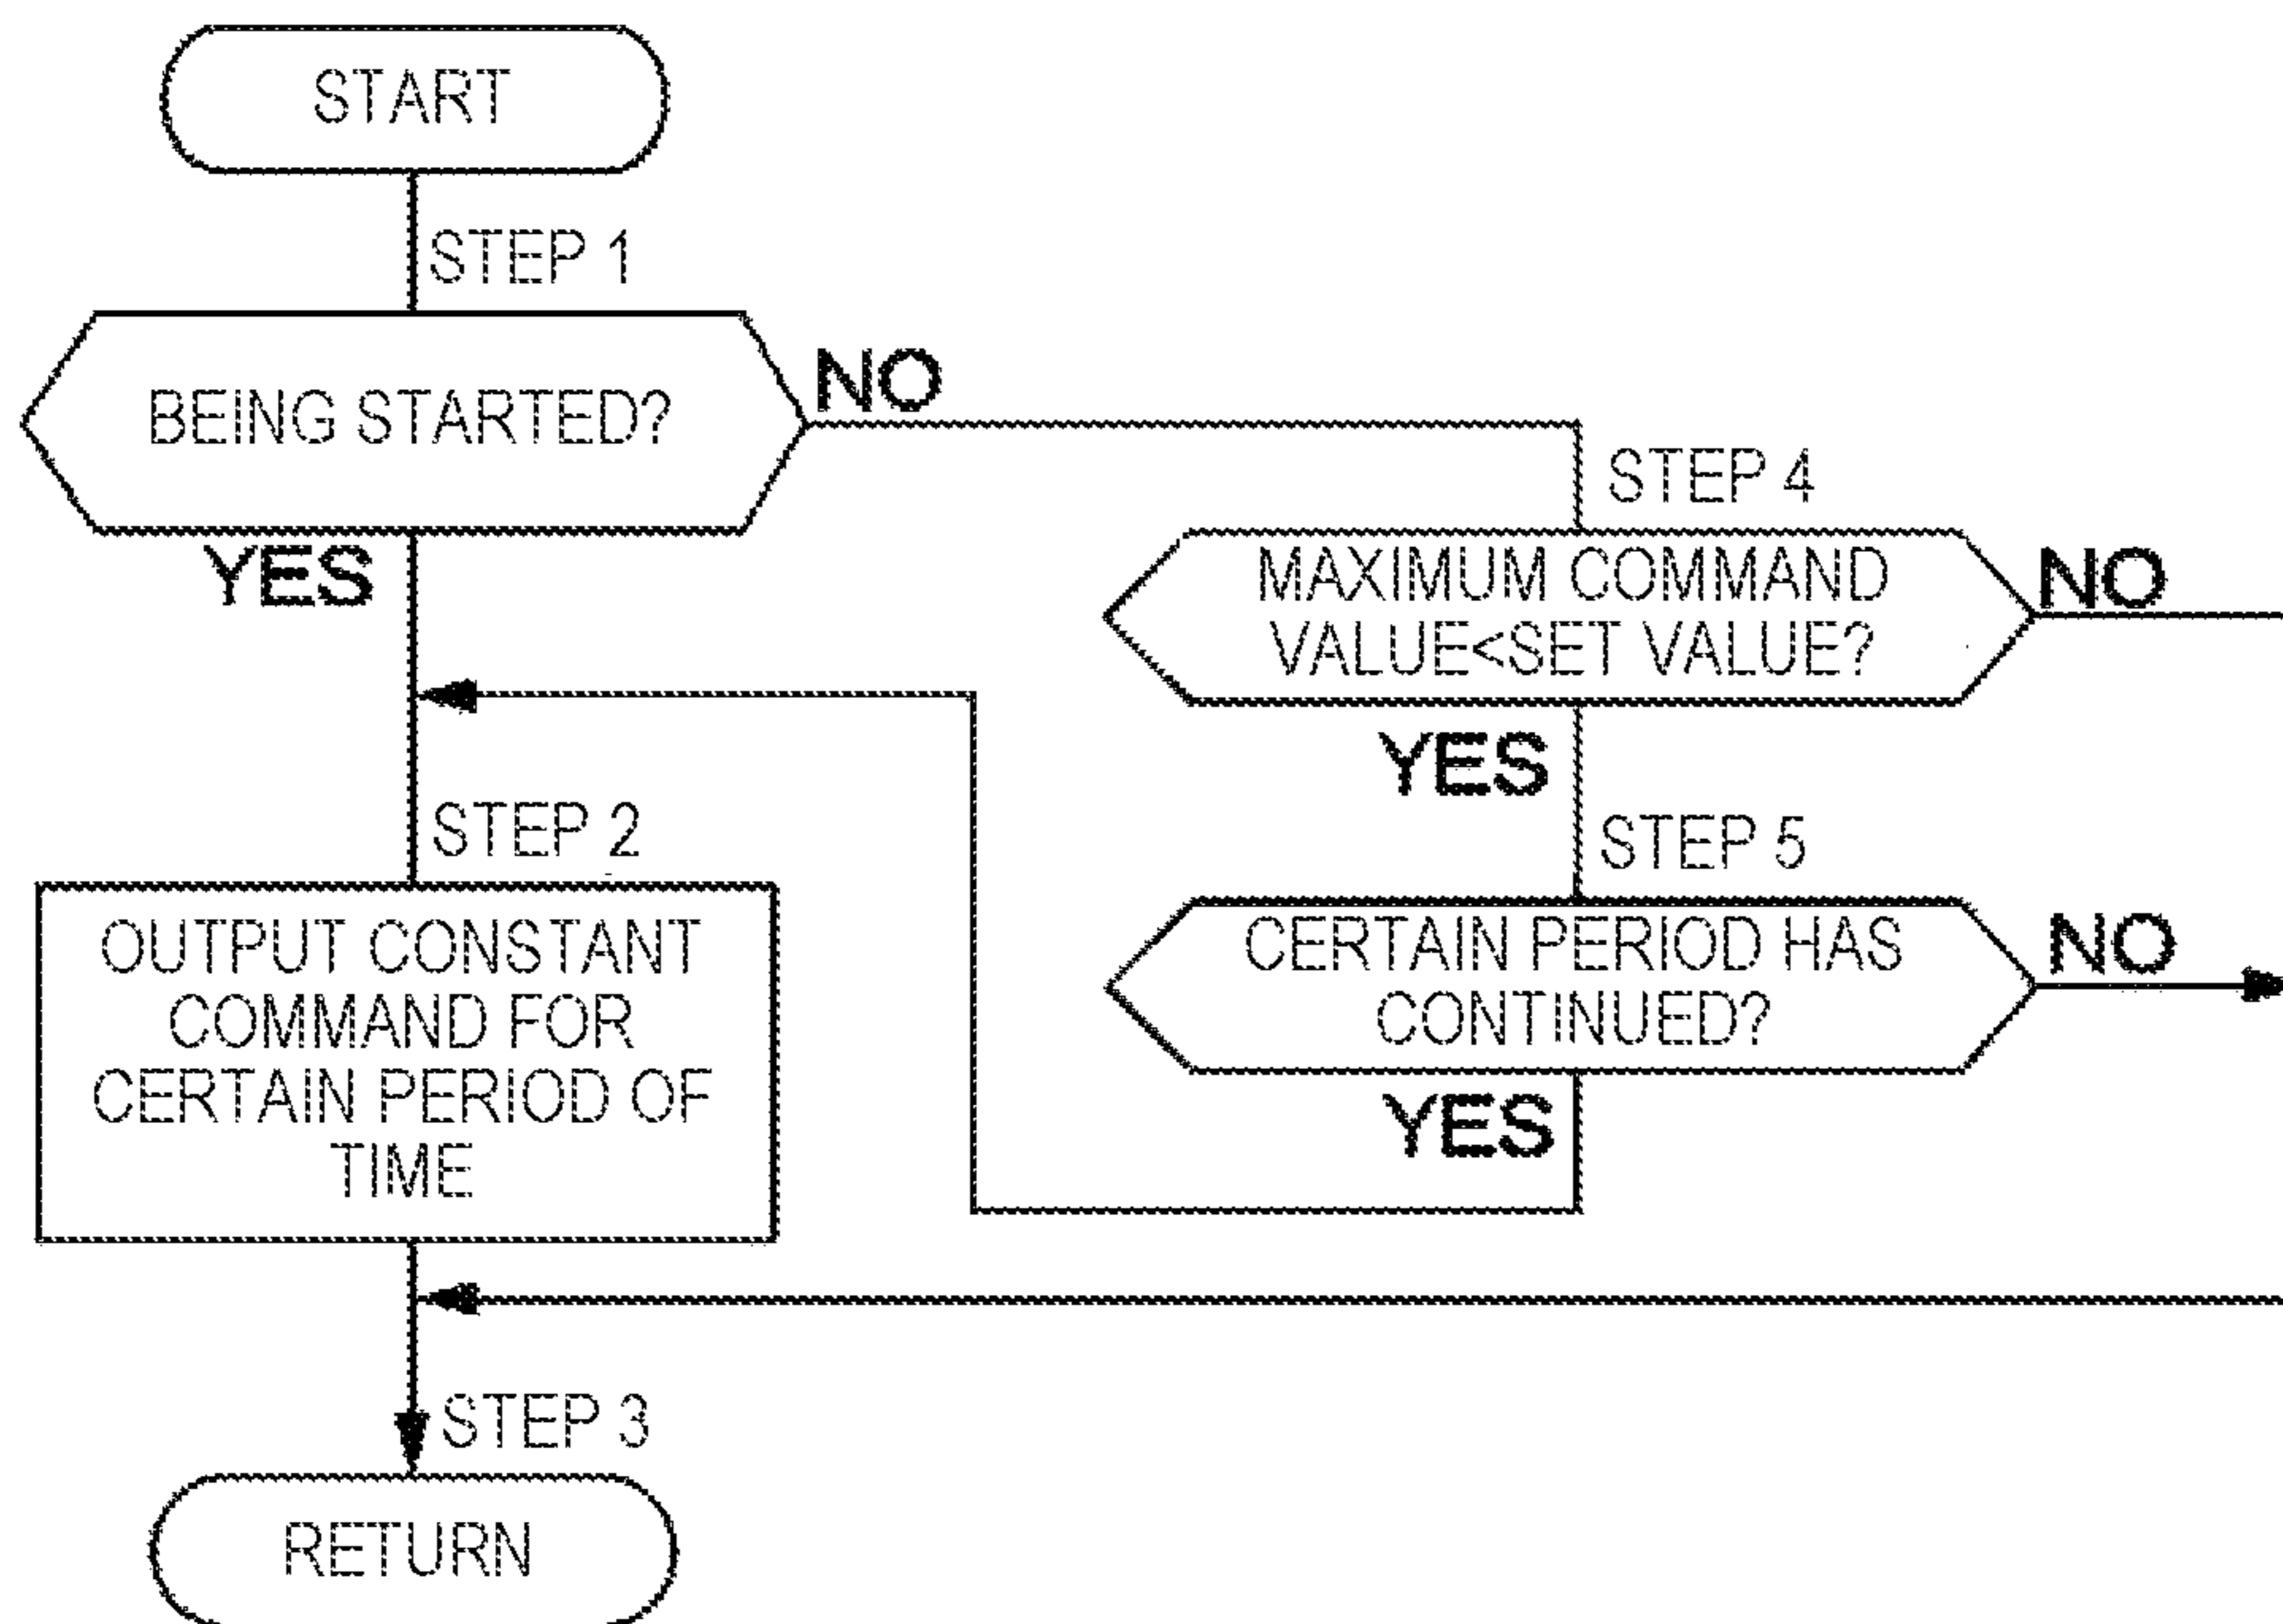 START
STEP 1
BEING STARTED?
NO
YES
STEP 4
MAXIMUM COMMAND
VALUE<SET VALUE?
NO
YES
STEP 2
OUTPUT CONSTANT
COMMAND FOR
CERTAIN PERIOD OF
TIME
STEP 5
CERTAIN PERIOD HAS
CONTINUED?
NO
YES
STEP 3
RETURN